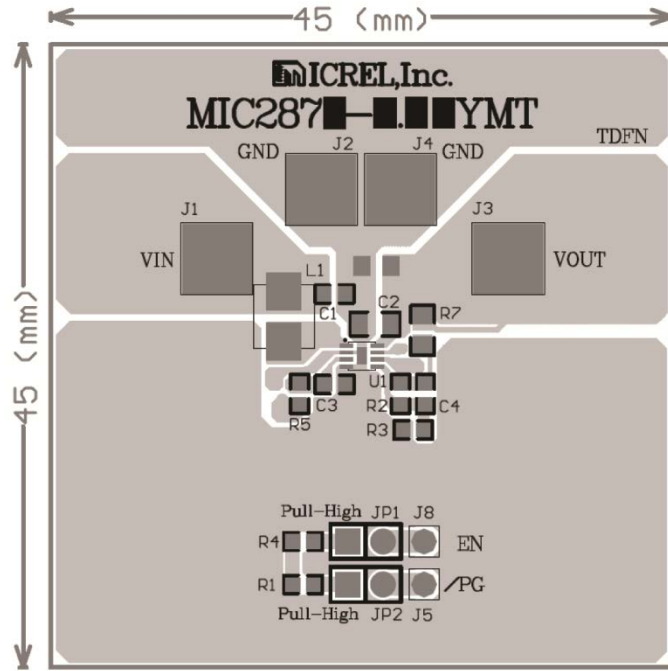 45 (mm)
MICREL,Inc.
MIC287█-█.██YMT
TDFN
GND J2 J4 GND
J1 J3
VIN VOUT
L1
C1 C2 R7
C3 U1
R2 C4
R5 R3
Pull-High JP1 J8
R4 EN
R1 /PG
Pull-High JP2 J5
45 (mm)